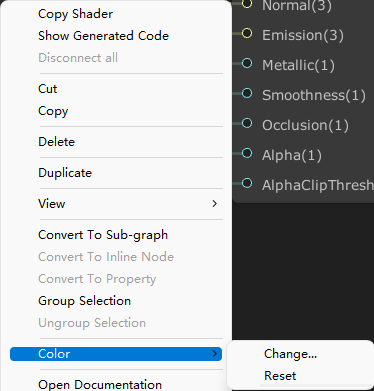 Copy Shader
Show Generated Code
Disconnect all
Cut
Copy
Delete
Duplicate
View
Convert To Sub-graph
Convert To Inline Node
Convert To Property
Group Selection
Ungroup Selection
Color
Open Documentation
Change...
Reset
Normal(3)
Emission(3)
Metallic(1)
Smoothness(1)
Occlusion(1)
Alpha(1)
AlphaClipThresh